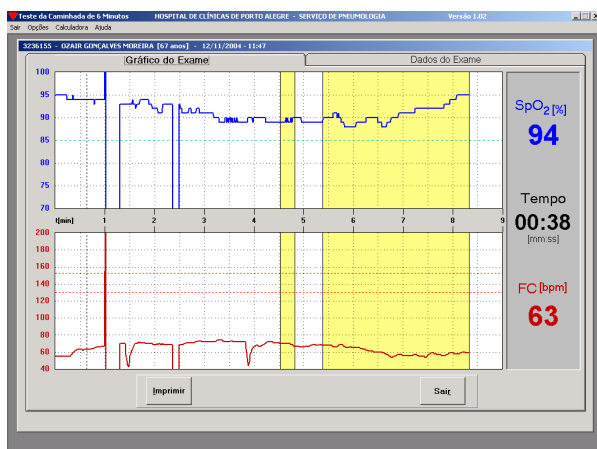 Teste da Caminhada de 6 Minutos HOSPITAL DE CLÍNICAS DE PORTO ALEGRE - SERVIÇO DE PNEUMOLOGIA Versão 1.02
Sair Opções Calculadora Ajuda
3236155 - OZAIR GONÇALVES MOREIRA [67 anos] - 12/11/2004 - 11:47
Gráfico do Exame Dados do Exame
100
95
90
85
80
75
70
t[min] 1 2 3 4 5 6 7 8 9
200
180
160
140
120
100
80
60
40
SpO2 [%]
94
Tempo
00:38
[mm:ss]
FC [bpm]
63
Imprimir Sair